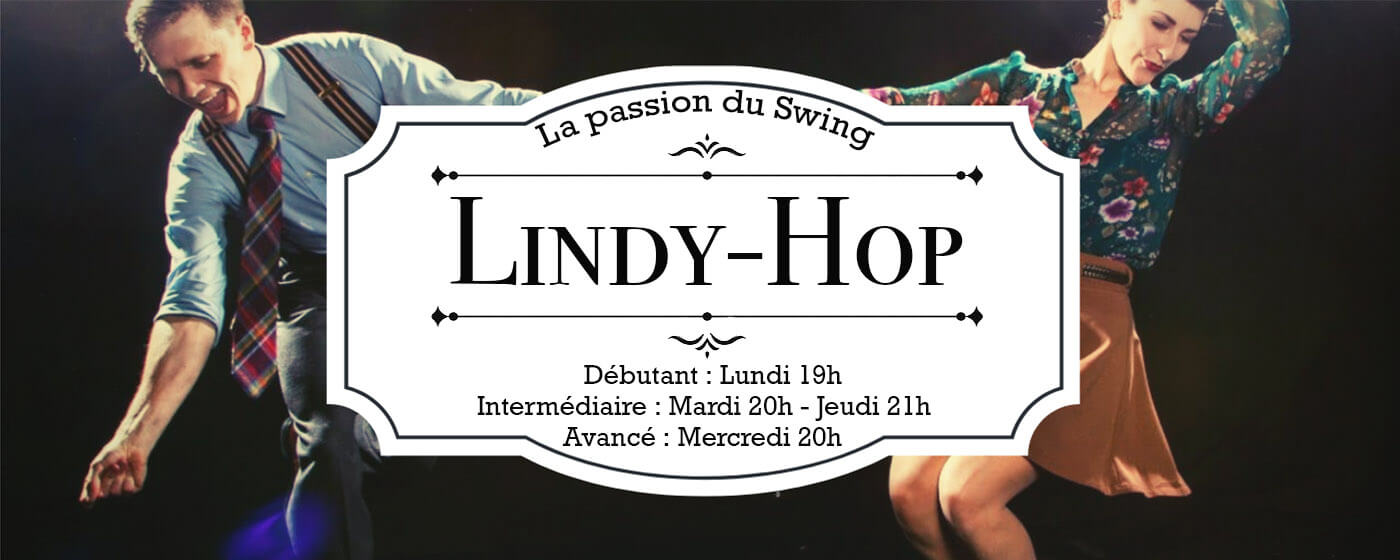 La passion du Swing
Lindy-Hop
Débutant : Lundi 19h
Intermédiaire : Mardi 20h - Jeudi 21h
Avancé : Mercredi 20h